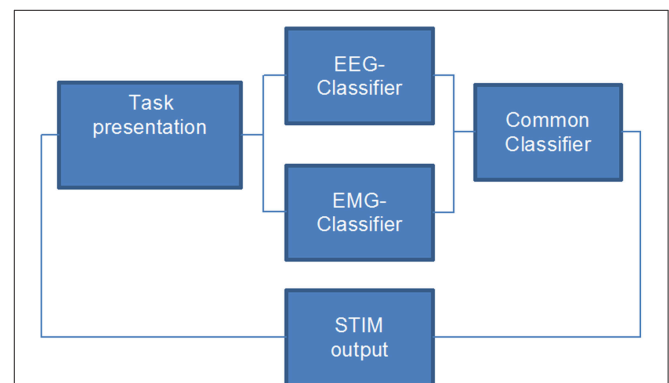 Task
presentation
EEG-
Classifier
EMG-
Classifier
Common
Classifier
STIM
output